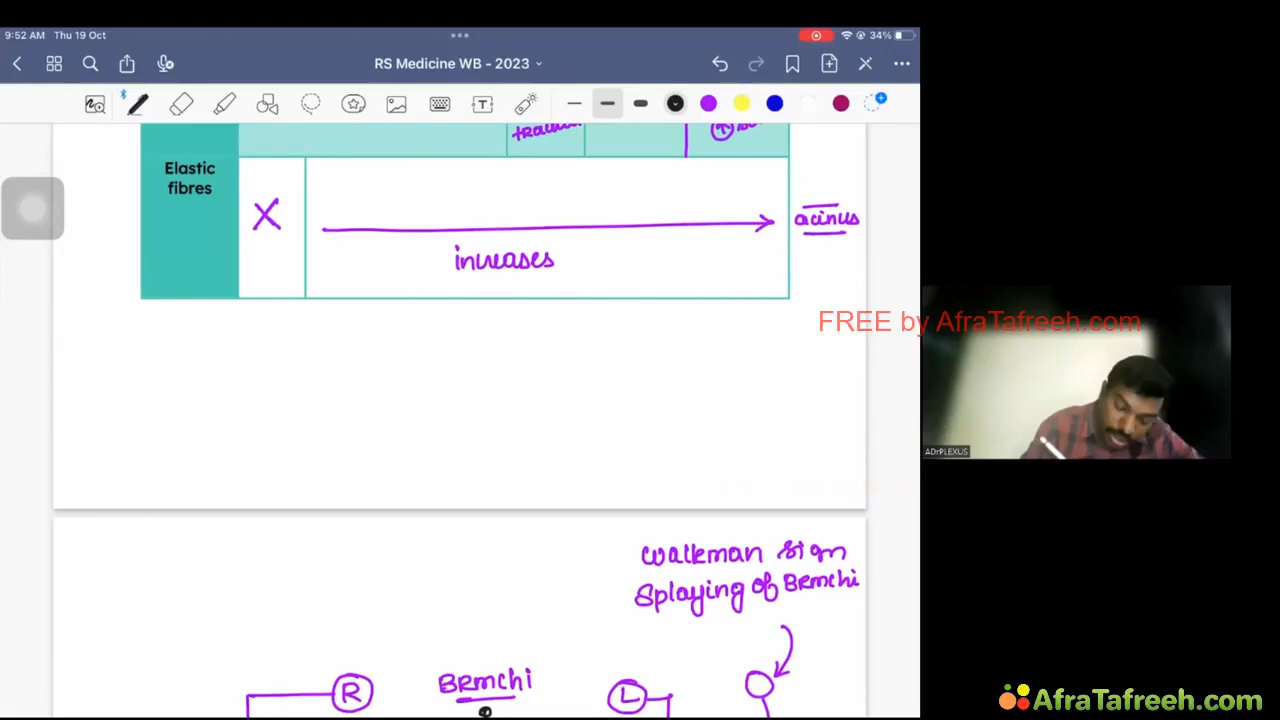 9:52 AM Thu 19 Oct
34%
RS Medicine WB - 2023
Elastic
fibres
X
increases
acinus
FREE by AfraTafreeh.com
ADrPLEXUS
Walkman sign
Splaying of Bronchi
R
Bronchi
L
AfraTafreeh.com